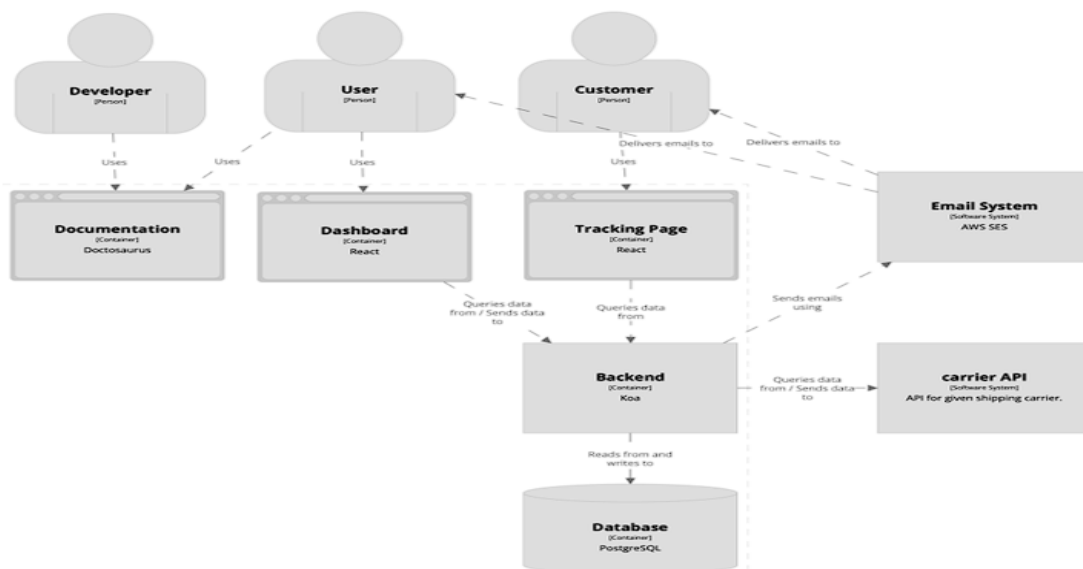 Developer
[Person]
User
[Person]
Customer
[Person]
Uses
Uses
Uses
Uses
Delivers emails to
Delivers emails to
Documentation
[Container]
Doctosaurus
Dashboard
[Container]
React
Tracking Page
[Container]
React
Email System
[Software System]
AWS SES
Queries data
from / Sends data
to
Queries data
from
Sends emails
using
Backend
[Container]
Koa
Queries data
from / Sends data
to
carrier API
[Software System]
API for given shipping carrier.
Reads from and
writes to
Database
[Container]
PostgreSQL